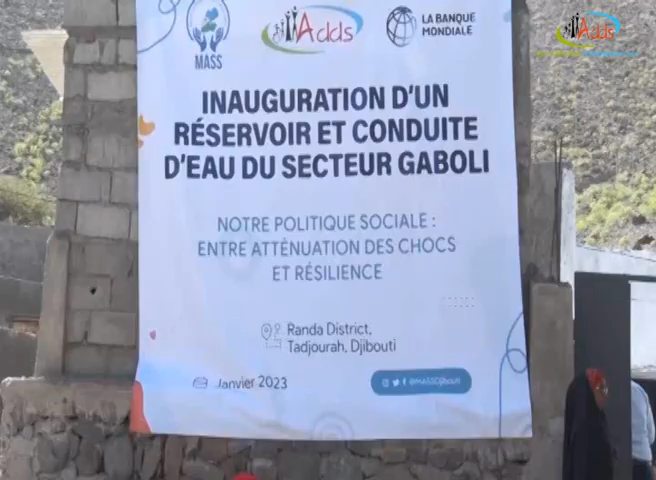 MASS
Adds
LA BANQUE
MONDIALE
Adds
INAUGURATION D'UN
RÉSERVOIR ET CONDUITE
D'EAU DU SECTEUR GABOLI
NOTRE POLITIQUE SOCIALE :
ENTRE ATTÉNUATION DES CHOCS
ET RÉSILIENCE
Randa District,
Tadjourah, Djibouti
Janvier 2023
@MASSDjibouti